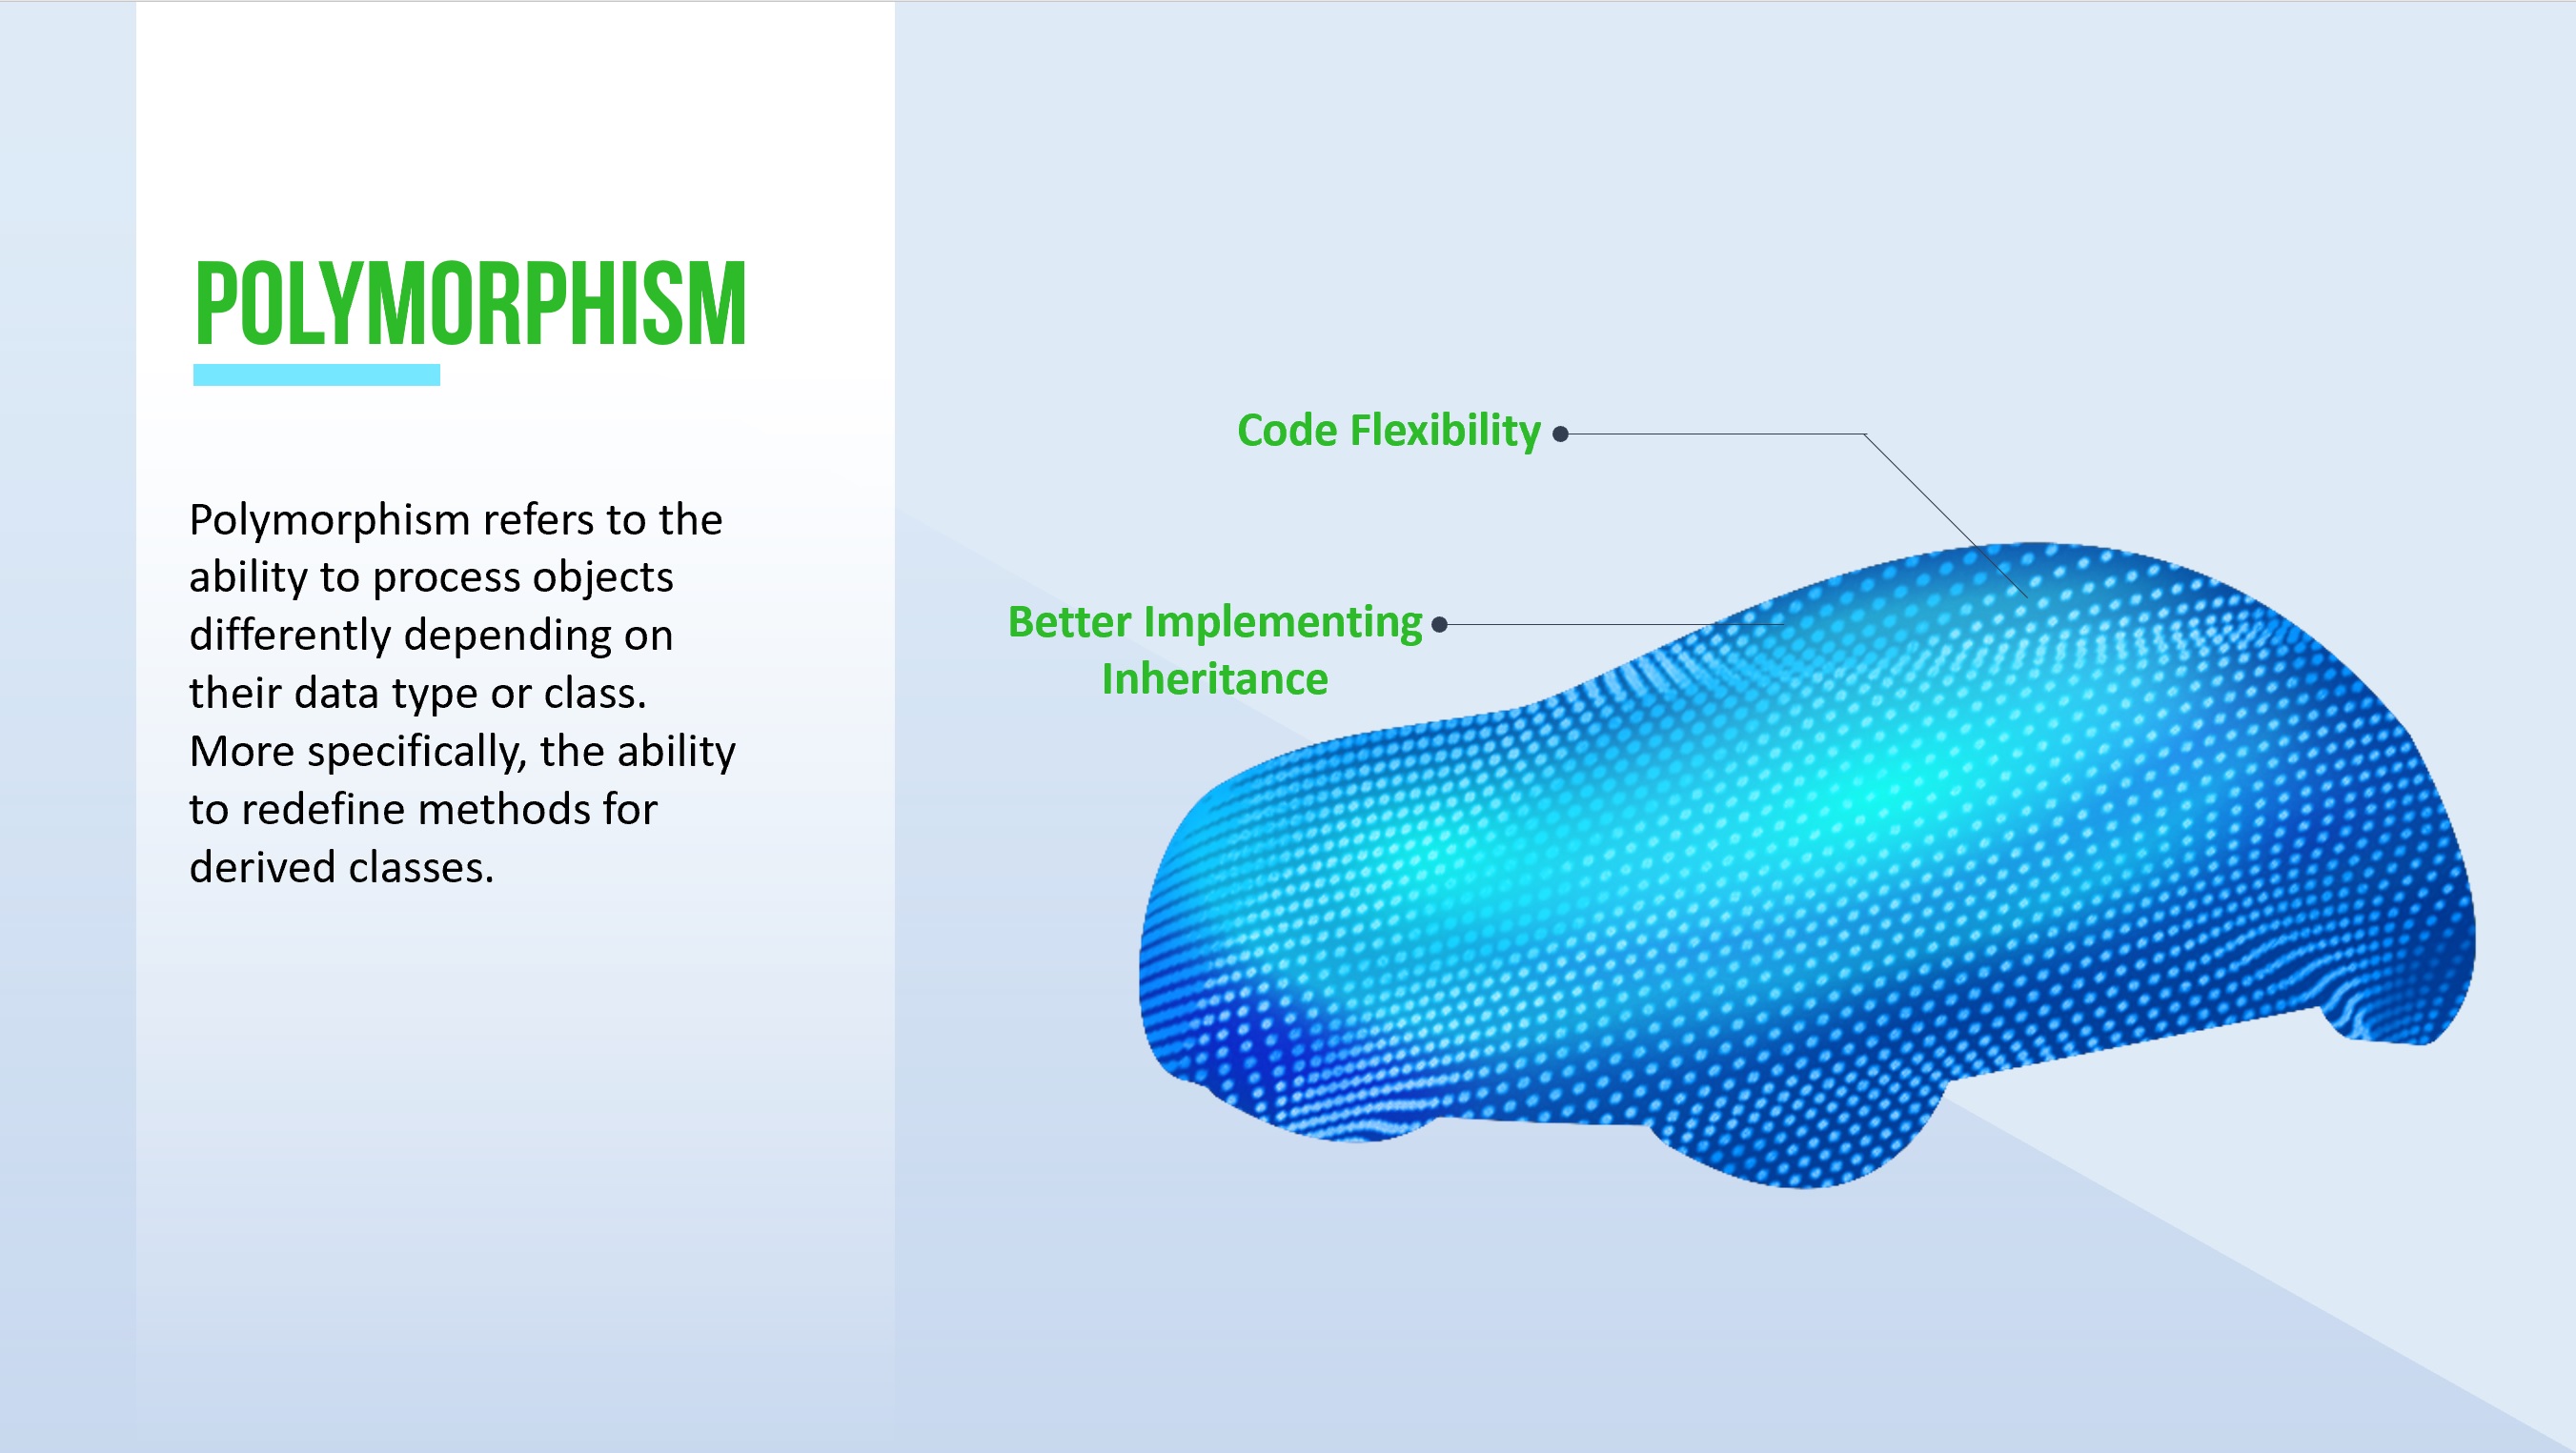 POLYMORPHISM
Polymorphism refers to the
ability to process objects
differently depending on
their data type or class.
More specifically, the ability
to redefine methods for
derived classes.
Code Flexibility
Better Implementing
Inheritance